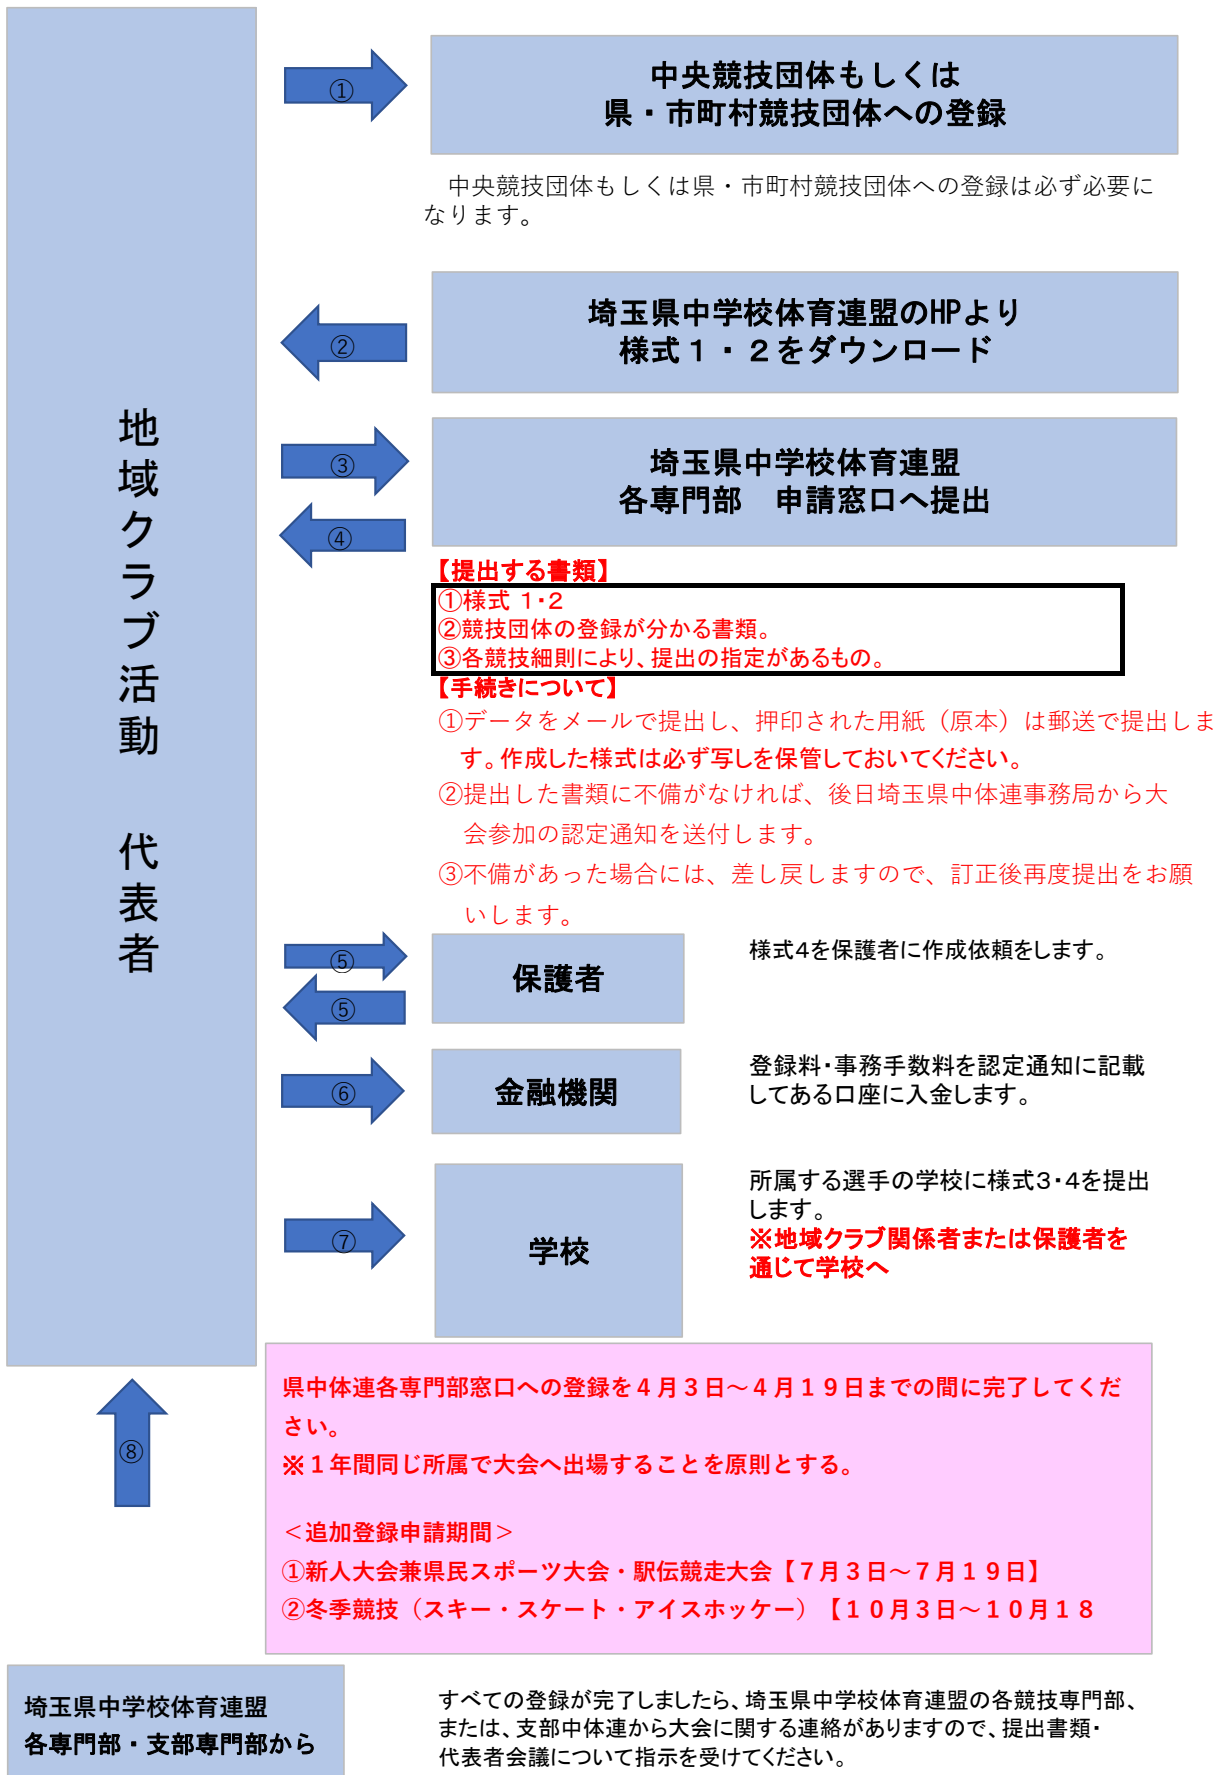 地域クラブ活動　代表者
①
中央競技団体もしくは
県・市町村競技団体への登録
中央競技団体もしくは県・市町村競技団体への登録は必ず必要に
なります。
②
埼玉県中学校体育連盟のHPより
様式１・２をダウンロード
③
④
埼玉県中学校体育連盟
各専門部　申請窓口へ提出
【提出する書類】
①様式 1・2
②競技団体の登録が分かる書類。
③各競技細則により、提出の指定があるもの。
【手続きについて】
①データをメールで提出し、押印された用紙（原本）は郵送で提出しま
す。作成した様式は必ず写しを保管しておいてください。
②提出した書類に不備がなければ、後日埼玉県中体連事務局から大
会参加の認定通知を送付します。
③不備があった場合には、差し戻しますので、訂正後再度提出をお願
いします。
⑤
⑤
保護者
様式4を保護者に作成依頼をします。
⑥
金融機関
登録料・事務手数料を認定通知に記載
してある口座に入金します。
⑦
学校
所属する選手の学校に様式3・4を提出
します。
※地域クラブ関係者または保護者を
通じて学校へ
⑧
県中体連各専門部窓口への登録を４月３日～４月１９日までの間に完了してくだ
さい。
※１年間同じ所属で大会へ出場することを原則とする。
＜追加登録申請期間＞
①新人大会兼県民スポーツ大会・駅伝競走大会【７月３日～７月１９日】
②冬季競技（スキー・スケート・アイスホッケー）【１０月３日～１０月１８
埼玉県中学校体育連盟
各専門部・支部専門部から
すべての登録が完了しましたら、埼玉県中学校体育連盟の各競技専門部、
または、支部中体連から大会に関する連絡がありますので、提出書類・
代表者会議について指示を受けてください。